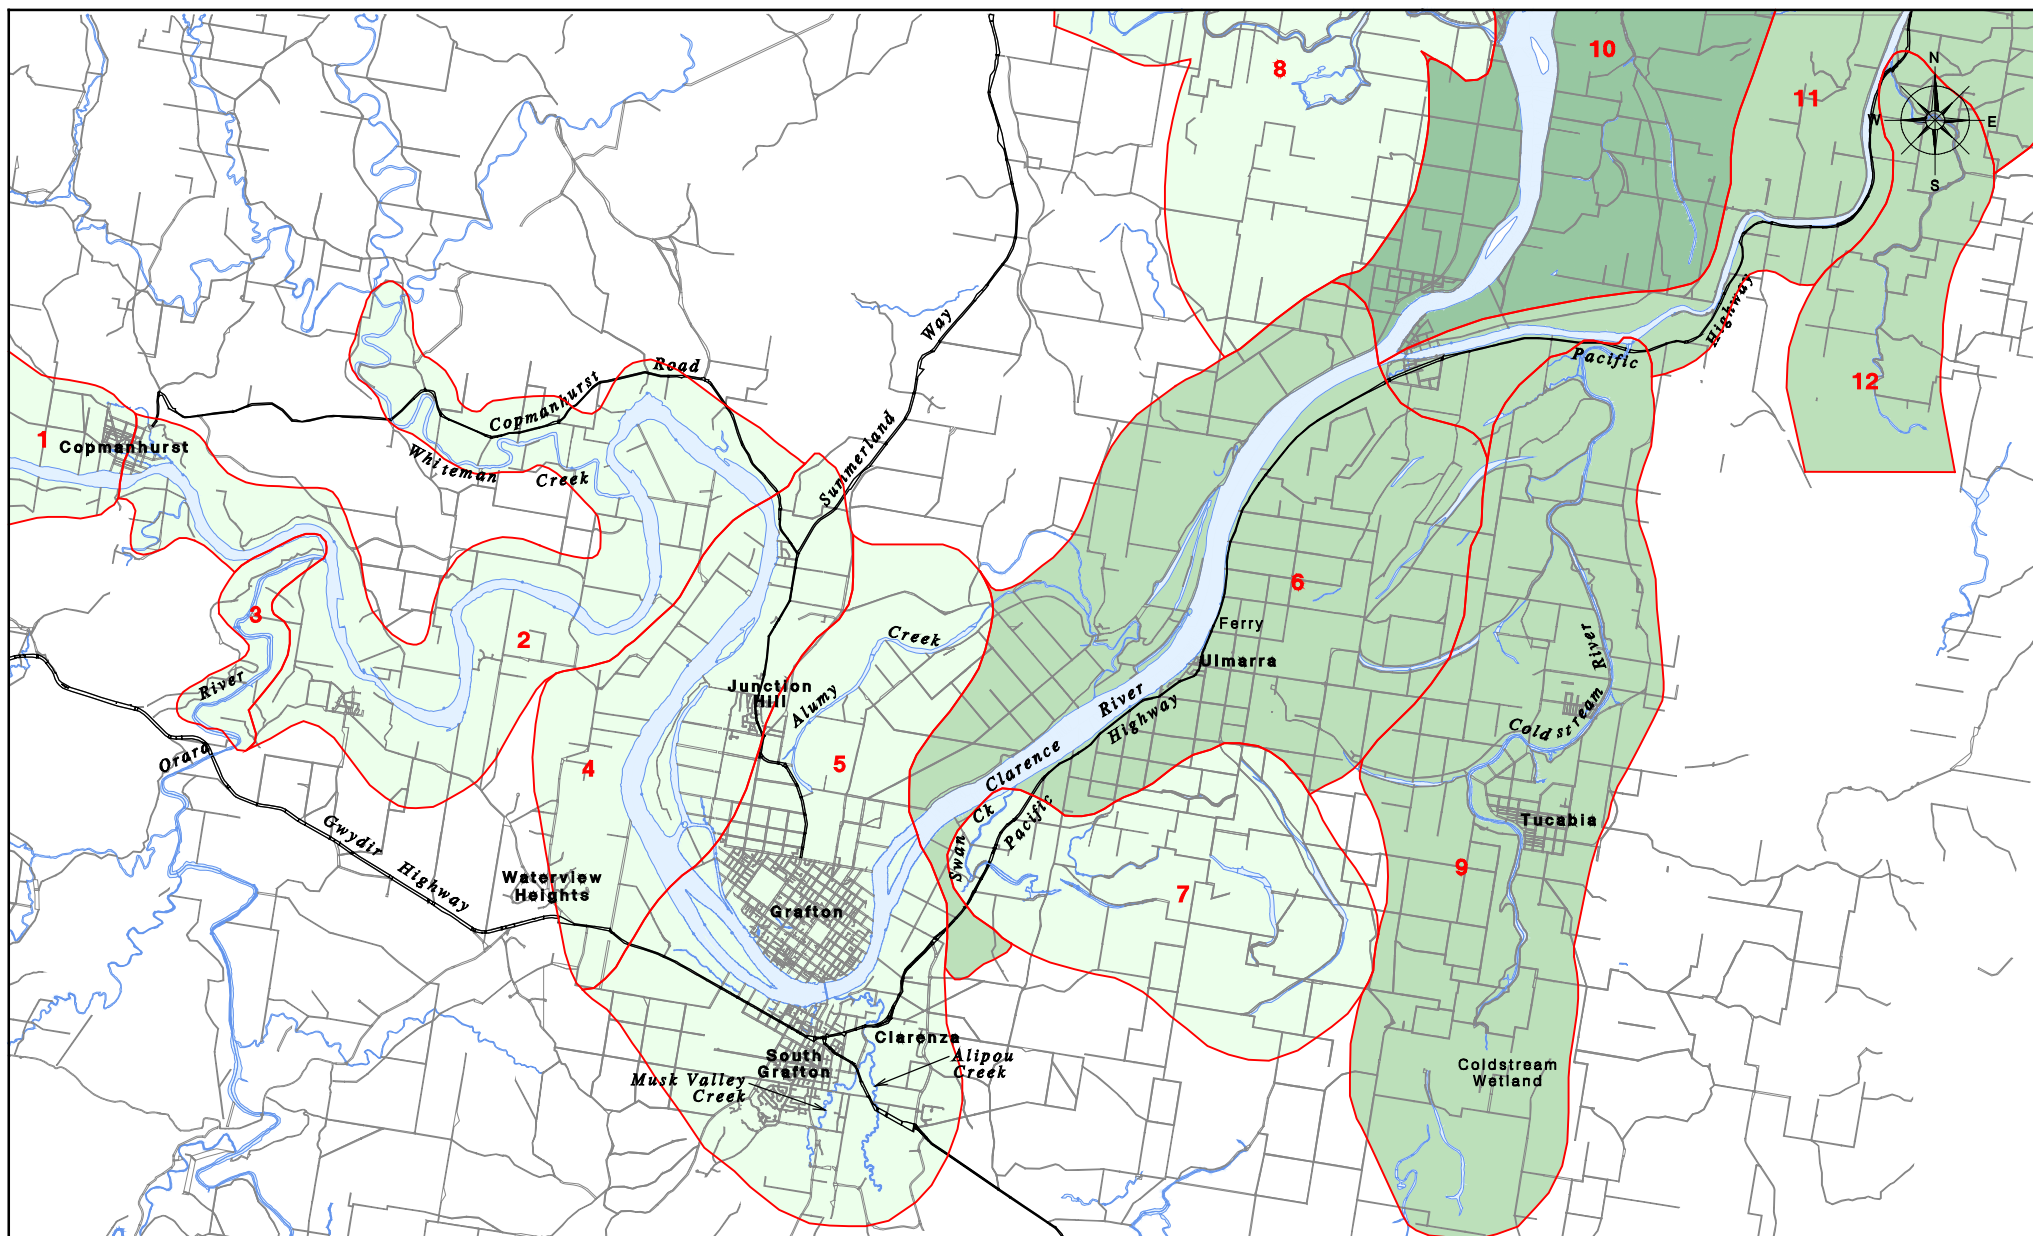 10
8
N
11
W
E
S
Way
Highway
Pacific
Road
12
Copmanhurst
1
Copmanhurst
Summerland
Whiteman
Creek
6
3
Ferry
Creek
2
River
Ulmarra
River
Junction
Hill
River
Alumy
Highway
Coldstream
Orara
4
5
Clarence
Ck
Gwydir
Pacific
Tucabia
Swan
9
Highway
Waterview
Heights
7
Grafton
Clarenza
South
Grafton
Alipou
Creek
Coldstream
Wetland
Musk Valley
Creek